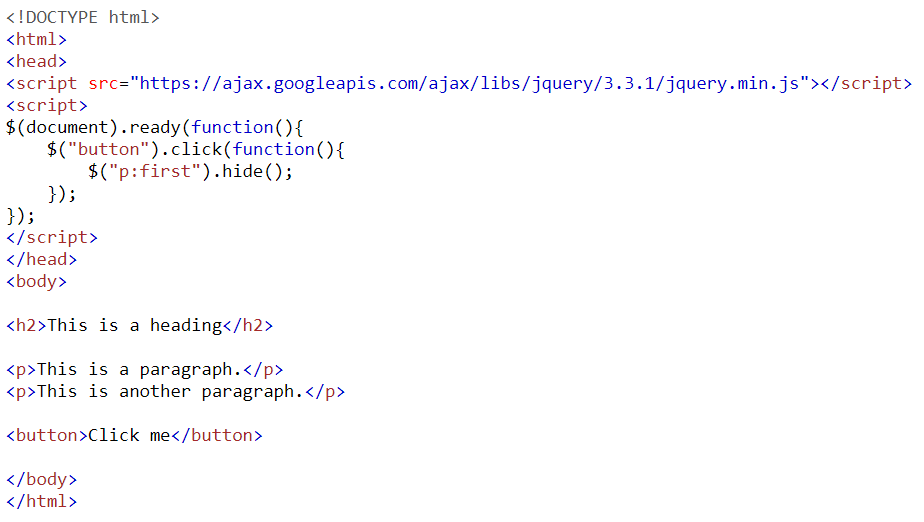 <!DOCTYPE html>
<html>
<head>
<script src="https://ajax.googleapis.com/ajax/libs/jquery/3.3.1/jquery.min.js"></script>
<script>
$(document).ready(function(){
    $("button").click(function(){
        $("p:first").hide();
    });
});
</script>
</head>
<body>

<h2>This is a heading</h2>

<p>This is a paragraph.</p>
<p>This is another paragraph.</p>

<button>Click me</button>

</body>
</html>